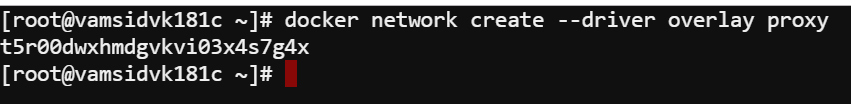 [root@vamsidvk181c ~]# docker network create --driver overlay proxy
t5r00dwxhmdgvkvi03x4s7g4x
[root@vamsidvk181c ~]#